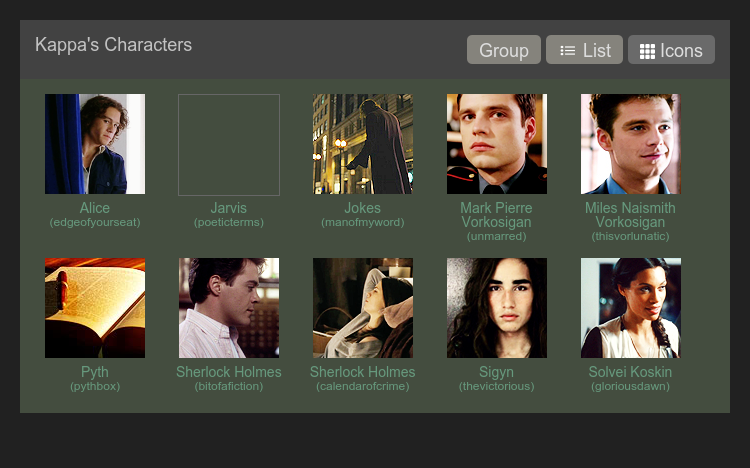 Kappa's Characters
Group
List
Icons
Alice
(edgeofyourseat)
Jarvis
(poeticterms)
Jokes
(manofmyword)
Mark Pierre
Vorkosigan
(unmarred)
Miles Naismith
Vorkosigan
(thisvorlunatic)
Pyth
(pythbox)
Sherlock Holmes
(bitofafiction)
Sherlock Holmes
(calendarofcrime)
Sigyn
(thevictorious)
Solvei Koskin
(gloriousdawn)